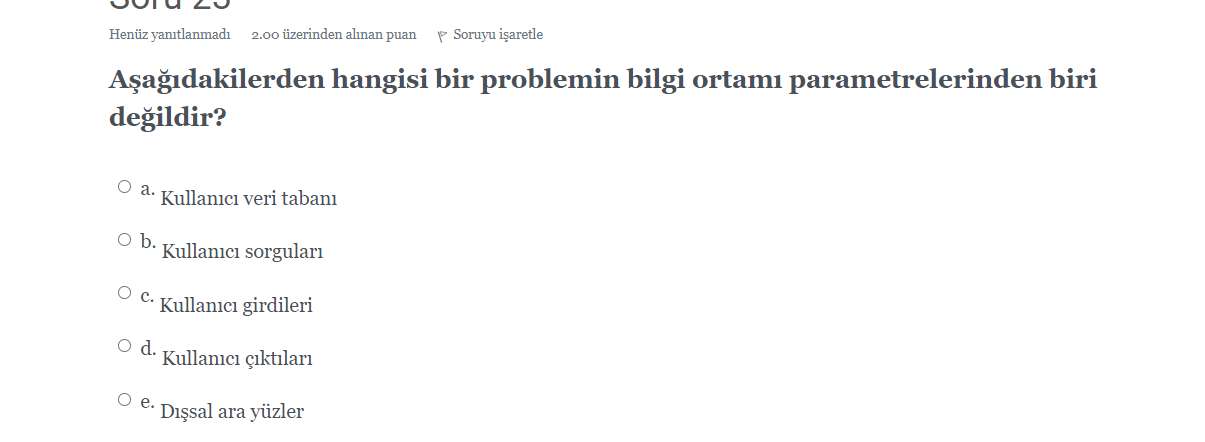 Soru 23
Henüz yanıtlanmadı 2.00 üzerinden alınan puan Soruyu işaretle
Aşağıdakilerden hangisi bir problemin bilgi ortamı parametrelerinden biri
değildir?
a. Kullanıcı veri tabanı
b. Kullanıcı sorguları
c. Kullanıcı girdileri
d. Kullanıcı çıktıları
e. Dışsal ara yüzler